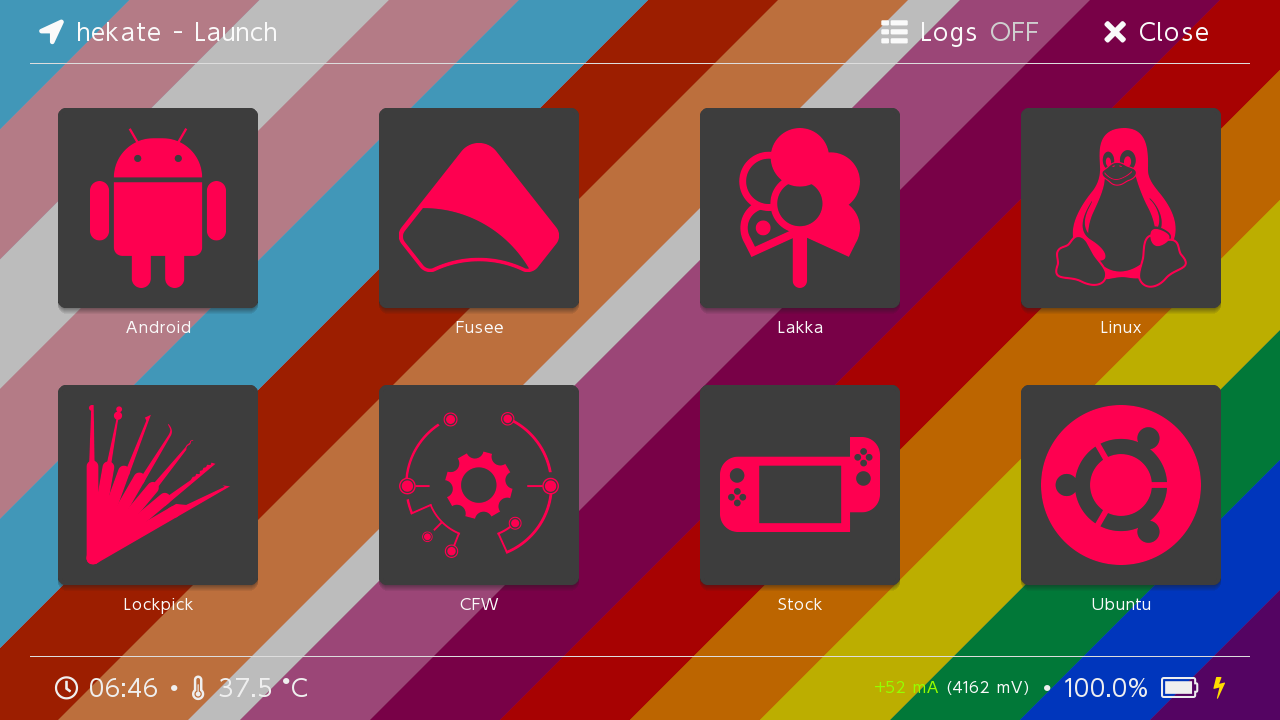 hekate - Launch
Logs OFF
Close
Android
Fusee
Lakka
Linux
Lockpick
CFW
Stock
Ubuntu
06:46 • 37.5 °C
+52 mA (4162 mV) • 100.0%